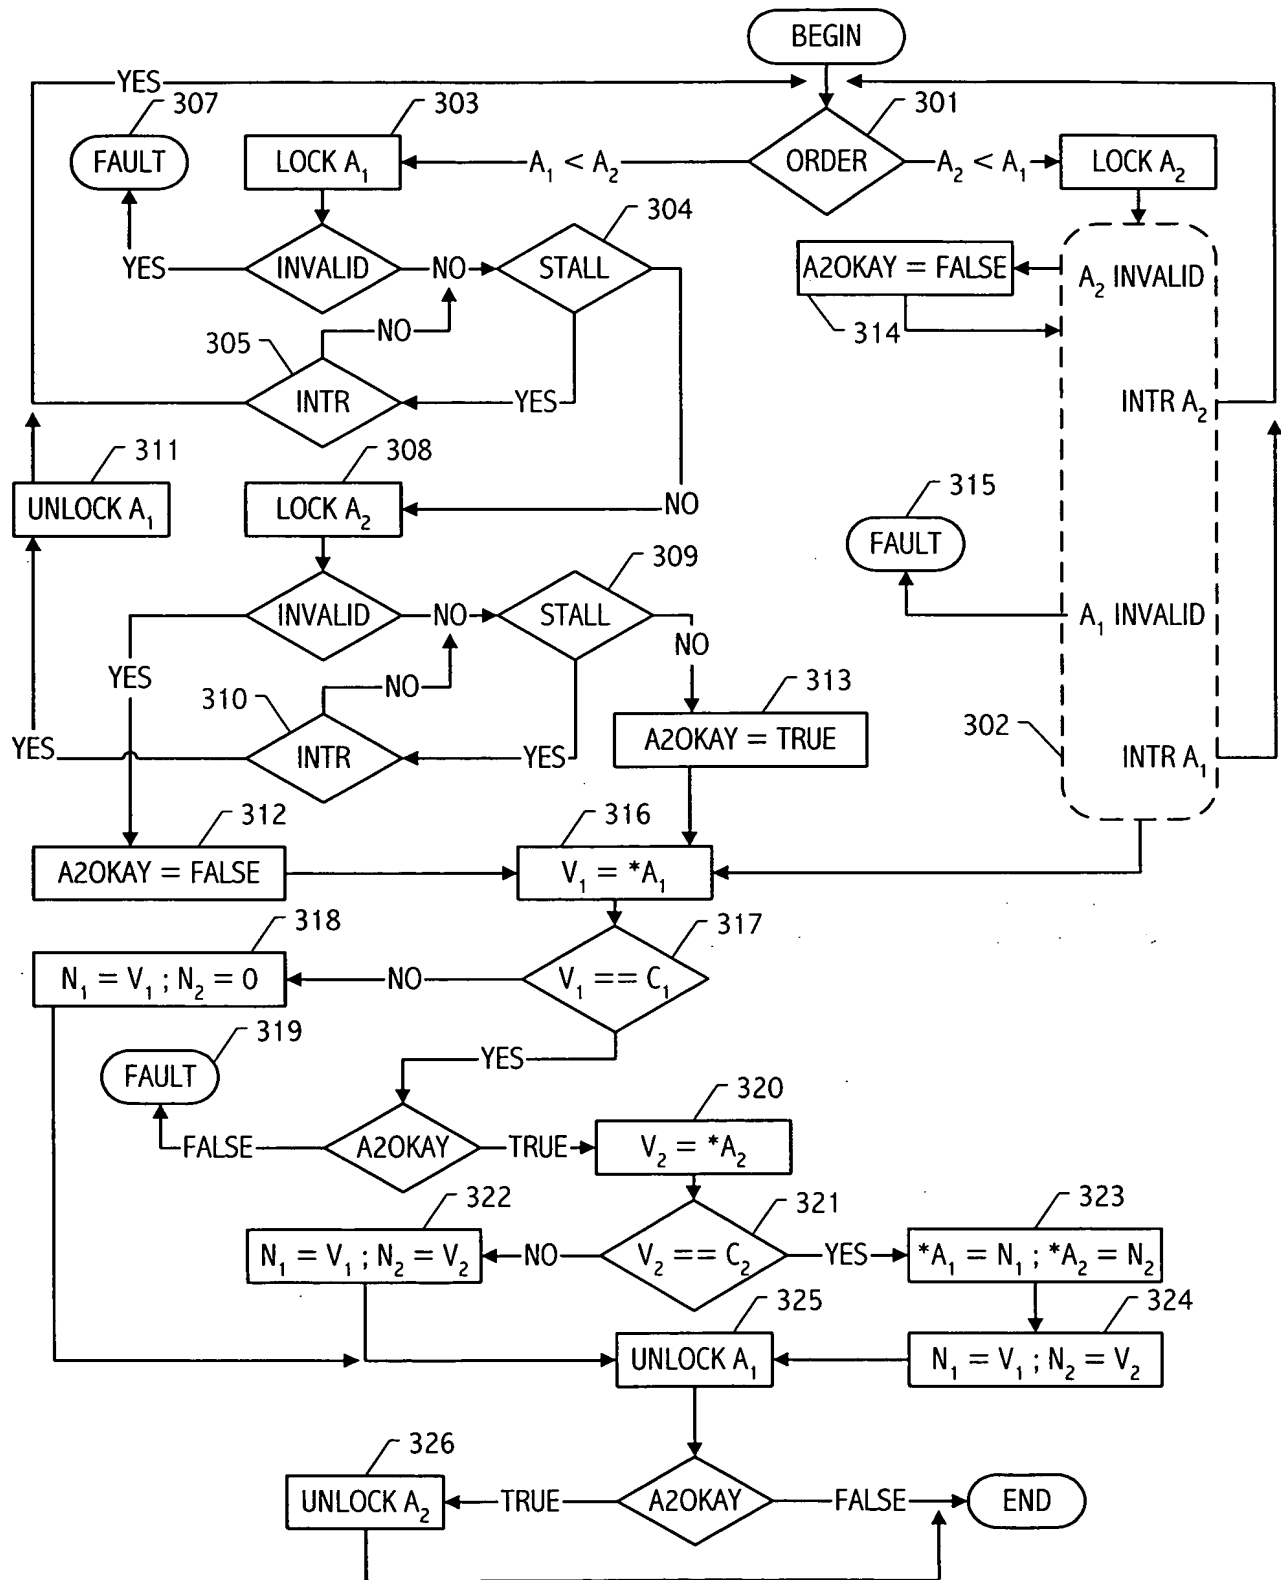 BEGIN
YES
307
303
301
FAULT
LOCK A₁
A₁ < A₂
ORDER
A₂ < A₁
LOCK A₂
304
YES
INVALID
NO
STALL
A2OKAY = FALSE
A₂ INVALID
314
NO
305
INTR
YES
INTR A₂
311
308
UNLOCK A₁
LOCK A₂
NO
315
FAULT
309
INVALID
NO
STALL
NO
A₁ INVALID
YES
310
NO
313
302
YES
INTR
YES
A2OKAY = TRUE
INTR A₁
312
316
A2OKAY = FALSE
V₁ = *A₁
318
317
N₁ = V₁ ; N₂ = 0
NO
V₁ == C₁
319
YES
FAULT
320
FALSE
A2OKAY
TRUE
V₂ = *A₂
322
321
323
N₁ = V₁ ; N₂ = V₂
NO
V₂ == C₂
YES
*A₁ = N₁ ; *A₂ = N₂
325
324
UNLOCK A₁
N₁ = V₁ ; N₂ = V₂
326
UNLOCK A₂
TRUE
A2OKAY
FALSE
END